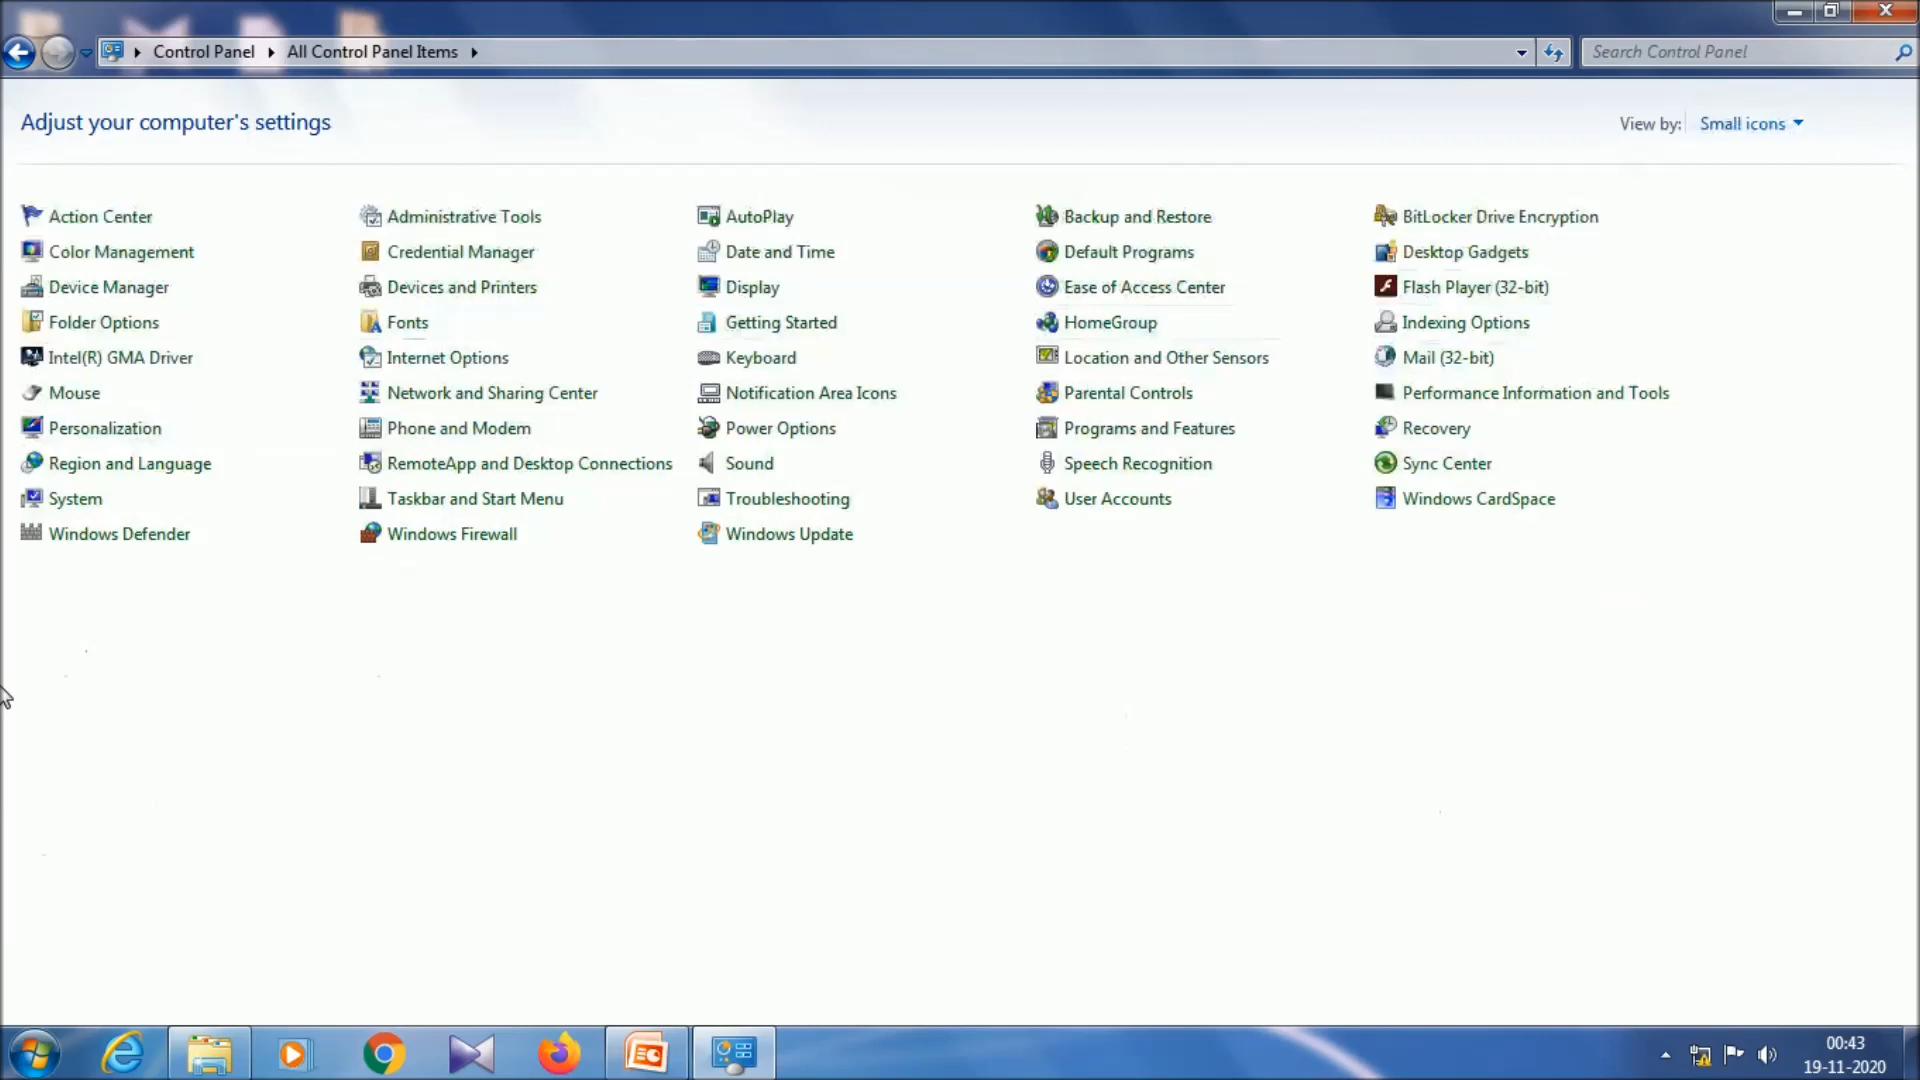 Control Panel All Control Panel Items
Search Control Panel
Adjust your computer's settings
View by: Small icons
Action Center Administrative Tools AutoPlay Backup and Restore BitLocker Drive Encryption
Color Management Credential Manager Date and Time Default Programs Desktop Gadgets
Device Manager Devices and Printers Display Ease of Access Center Flash Player (32-bit)
Folder Options Fonts Getting Started HomeGroup Indexing Options
Intel(R) GMA Driver Internet Options Keyboard Location and Other Sensors Mail (32-bit)
Mouse Network and Sharing Center Notification Area Icons Parental Controls Performance Information and Tools
Personalization Phone and Modem Power Options Programs and Features Recovery
Region and Language RemoteApp and Desktop Connections Sound Speech Recognition Sync Center
System Taskbar and Start Menu Troubleshooting User Accounts Windows CardSpace
Windows Defender Windows Firewall Windows Update
00:43
19-11-2020